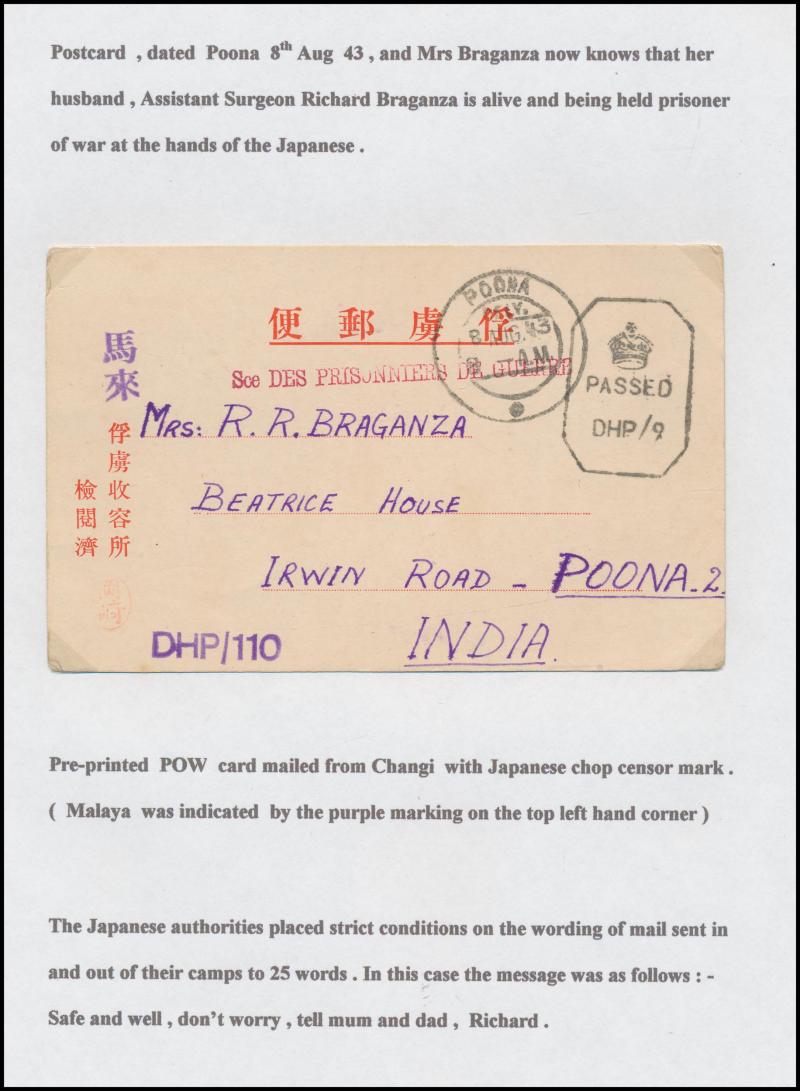 Postcard , dated Poona 8th Aug 43 , and Mrs Braganza now knows that her
husband , Assistant Surgeon Richard Braganza is alive and being held prisoner
of war at the hands of the Japanese .
便郵虜俘
POONA
8 AUG. 43
A.M.
Sce DES PRISONNIERS DE GUERRE
PASSED
DHP/9
馬來
俘虜收容所
檢閲濟
MRS: R. R. BRAGANZA
BEATRICE HOUSE
IRWIN ROAD - POONA-2.
INDIA.
DHP/110
Pre-printed POW card mailed from Changi with Japanese chop censor mark .
( Malaya was indicated by the purple marking on the top left hand corner )
The Japanese authorities placed strict conditions on the wording of mail sent in
and out of their camps to 25 words . In this case the message was as follows : -
Safe and well , don't worry , tell mum and dad , Richard .